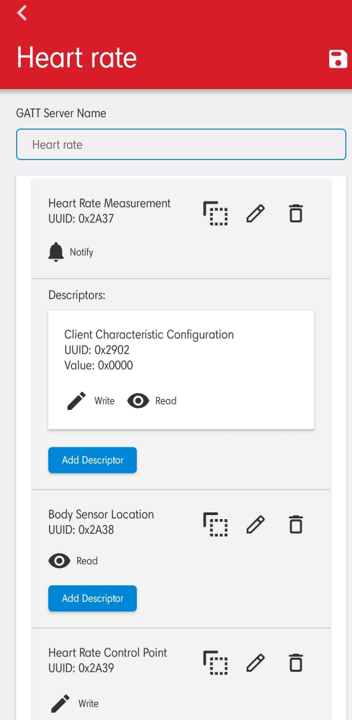 Heart rate
GATT Server Name
Heart rate
Heart Rate Measurement
UUID: 0x2A37
Notify
Descriptors:
Client Characteristic Configuration
UUID: 0x2902
Value: 0x0000
Write Read
Add Descriptor
Body Sensor Location
UUID: 0x2A38
Read
Add Descriptor
Heart Rate Control Point
UUID: 0x2A39
Write